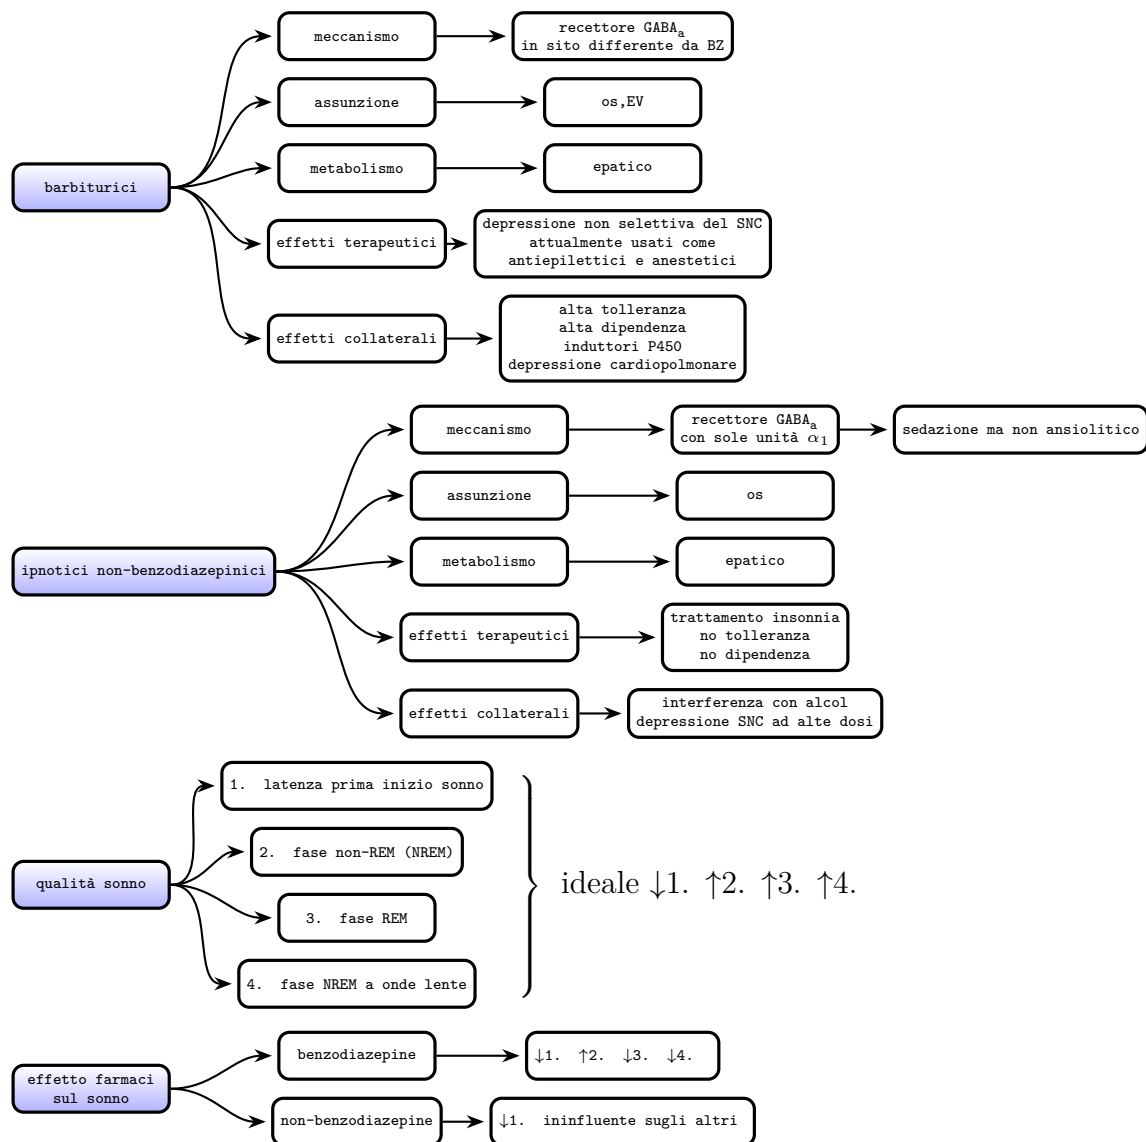 barbiturici
meccanismo
recettore GABAa
in sito differente da BZ
assunzione
os,EV
metabolismo
epatico
effetti terapeutici
depressione non selettiva del SNC
attualmente usati come
antiepilettici e anestetici
effetti collaterali
alta tolleranza
alta dipendenza
induttori P450
depressione cardiopolmonare
ipnotici non-benzodiazepinici
meccanismo
recettore GABAa
con sole unità α1
sedazione ma non ansiolitico
assunzione
os
metabolismo
epatico
effetti terapeutici
trattamento insonnia
no tolleranza
no dipendenza
effetti collaterali
interferenza con alcol
depressione SNC ad alte dosi
qualità sonno
1. latenza prima inizio sonno
2. fase non-REM (NREM)
3. fase REM
4. fase NREM a onde lente
ideale ↓1. ↑2. ↑3. ↑4.
effetto farmaci
sul sonno
benzodiazepine
↓1. ↑2. ↓3. ↓4.
non-benzodiazepine
↓1. ininfluente sugli altri